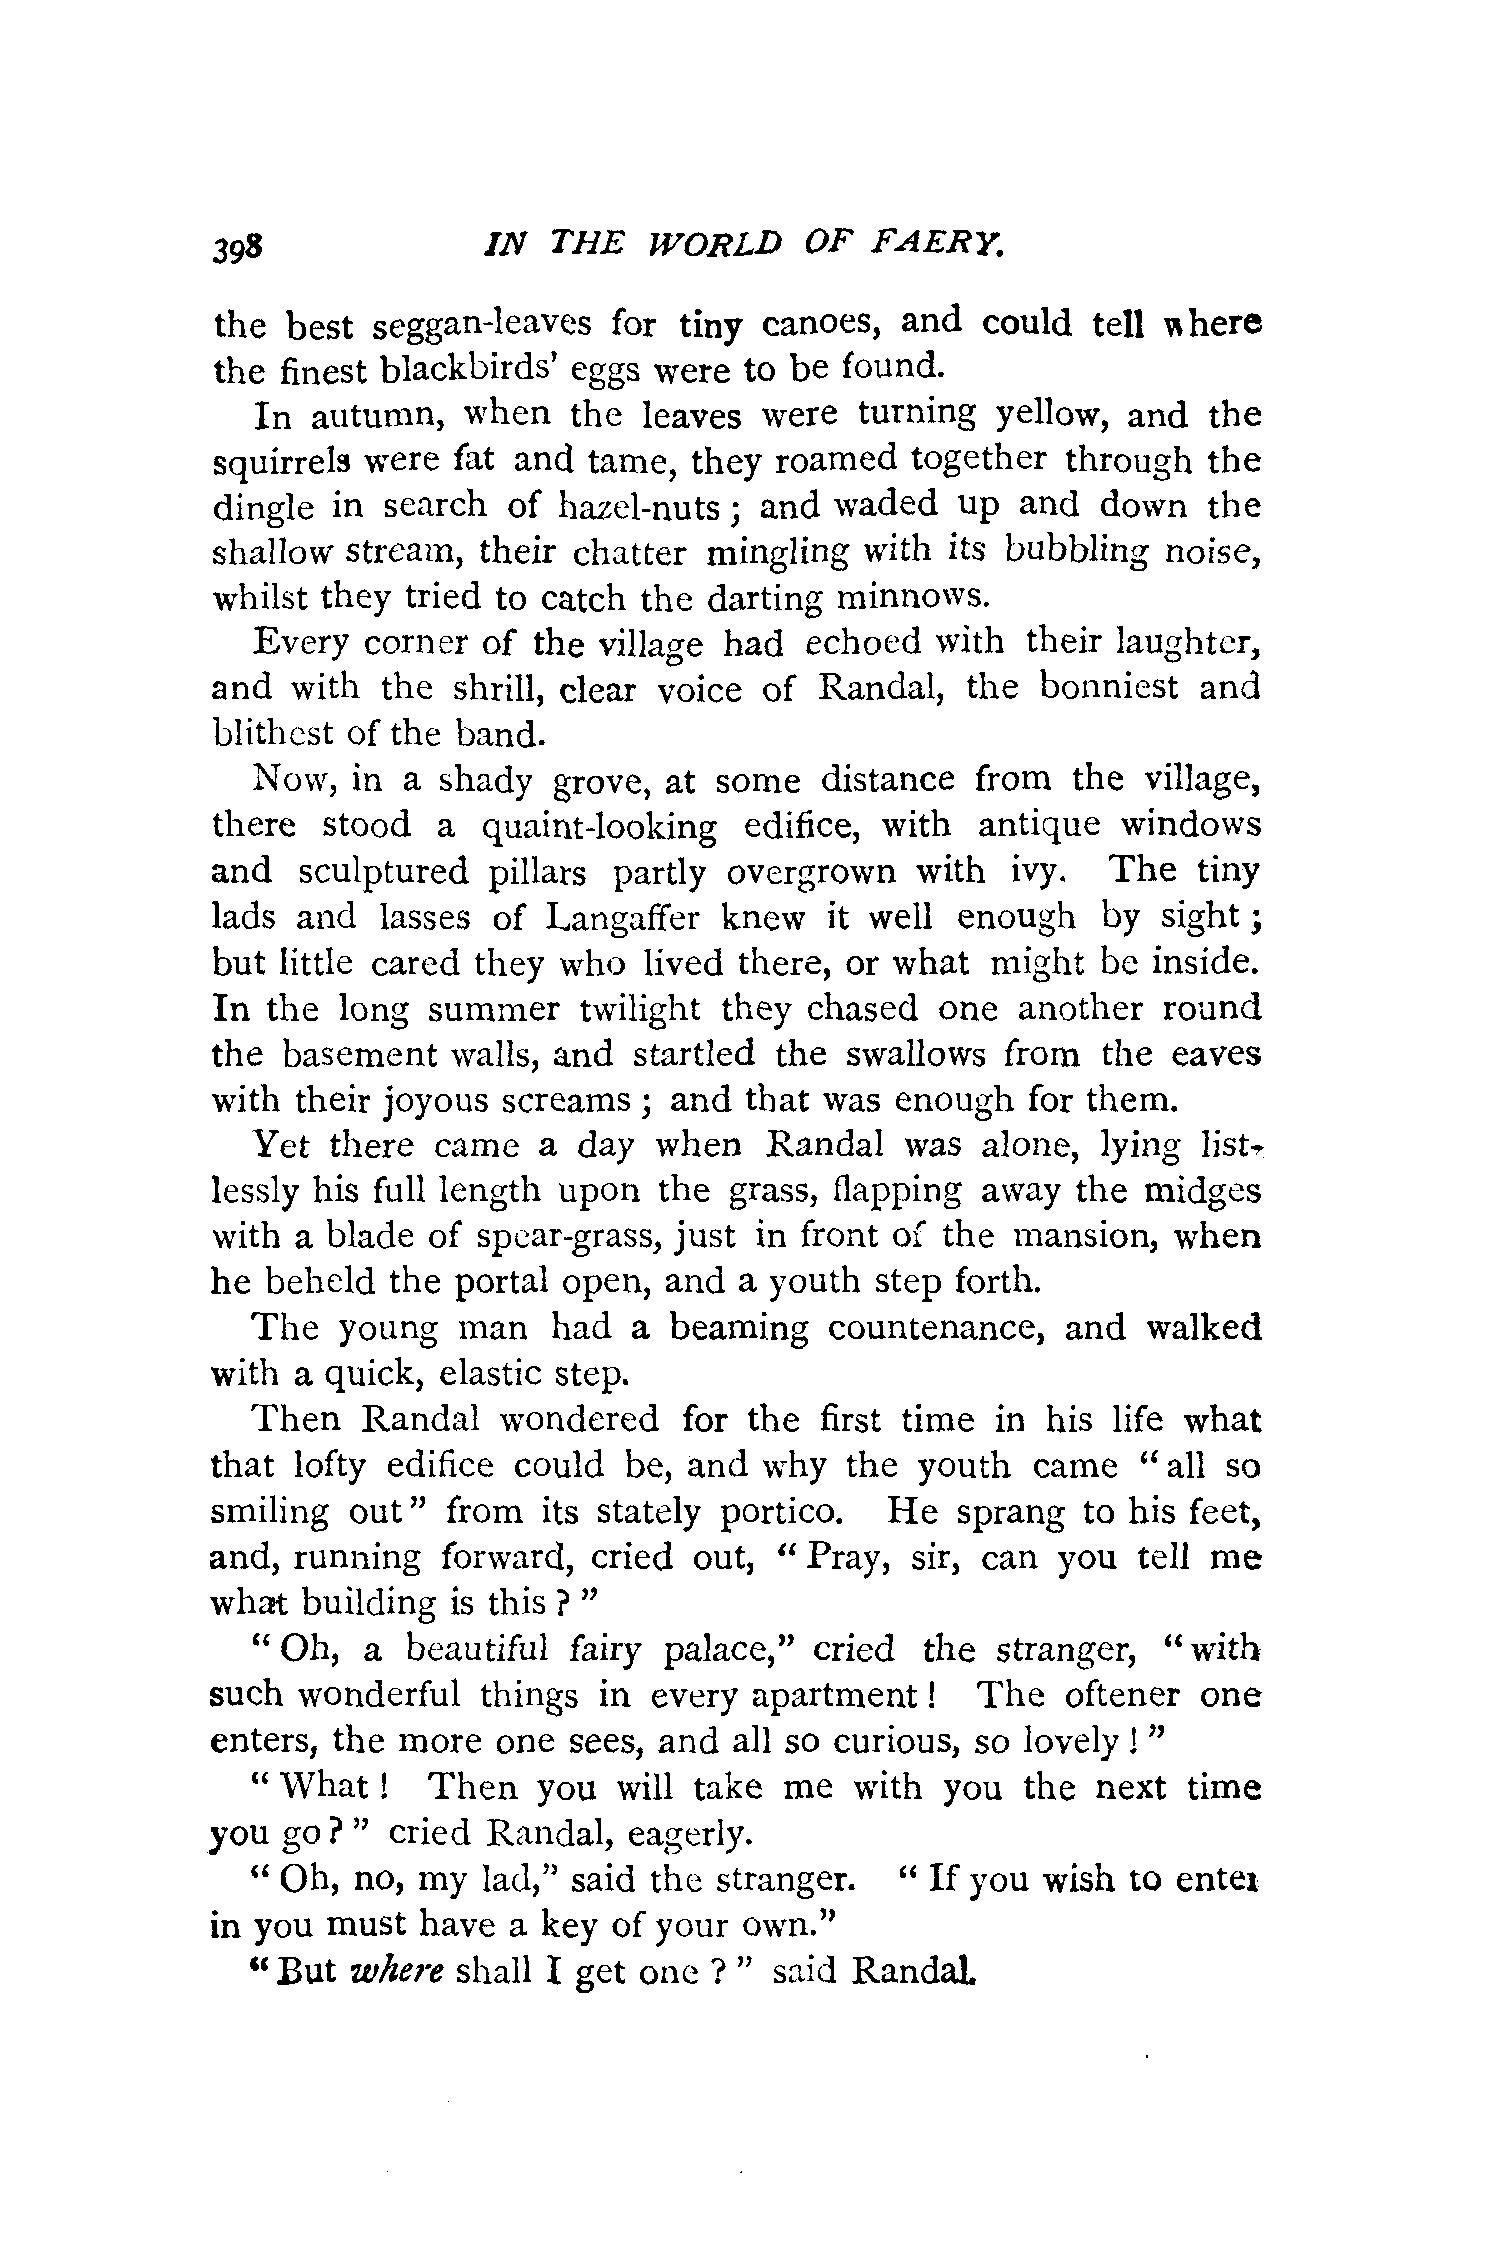 398 IN THE WORLD OF FAERY.
the best seggan-leaves for tiny canoes, and could tell where
the finest blackbirds' eggs were to be found.
In autumn, when the leaves were turning yellow, and the
squirrels were fat and tame, they roamed together through the
dingle in search of hazel-nuts ; and waded up and down the
shallow stream, their chatter mingling with its bubbling noise,
whilst they tried to catch the darting minnows.
Every corner of the village had echoed with their laughter,
and with the shrill, clear voice of Randal, the bonniest and
blithest of the band.
Now, in a shady grove, at some distance from the village,
there stood a quaint-looking edifice, with antique windows
and sculptured pillars partly overgrown with ivy. The tiny
lads and lasses of Langaffer knew it well enough by sight ;
but little cared they who lived there, or what might be inside.
In the long summer twilight they chased one another round
the basement walls, and startled the swallows from the eaves
with their joyous screams ; and that was enough for them.
Yet there came a day when Randal was alone, lying list-
lessly his full length upon the grass, flapping away the midges
with a blade of spear-grass, just in front of the mansion, when
he beheld the portal open, and a youth step forth.
The young man had a beaming countenance, and walked
with a quick, elastic step.
Then Randal wondered for the first time in his life what
that lofty edifice could be, and why the youth came " all so
smiling out " from its stately portico. He sprang to his feet,
and, running forward, cried out, " Pray, sir, can you tell me
what building is this ? "
" Oh, a beautiful fairy palace," cried the stranger, " with
such wonderful things in every apartment ! The oftener one
enters, the more one sees, and all so curious, so lovely ! "
" What ! Then you will take me with you the next time
you go ? " cried Randal, eagerly.
" Oh, no, my lad," said the stranger. " If you wish to enter
in you must have a key of your own."
" But where shall I get one ? " said Randal.